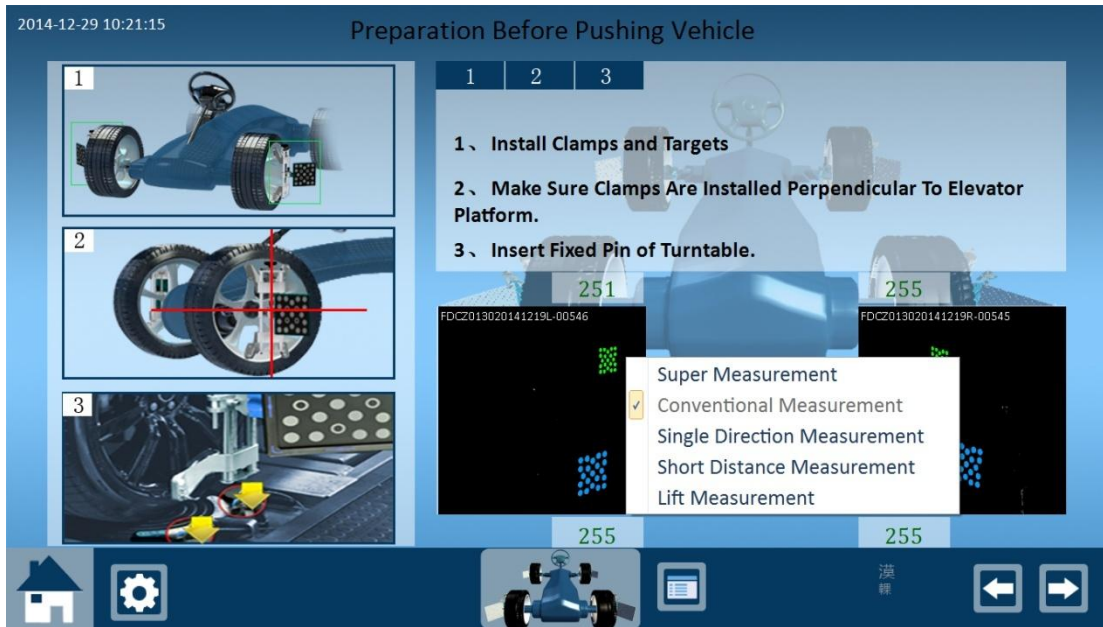 2014-12-29 10:21:15
Preparation Before Pushing Vehicle
1
2
3
1 2 3
1、 Install Clamps and Targets
2、 Make Sure Clamps Are Installed Perpendicular To Elevator
Platform.
3、 Insert Fixed Pin of Turntable.
251
255
FDCZ013020141219L-00546
FDCZ013020141219R-00545
Super Measurement
Conventional Measurement
Single Direction Measurement
Short Distance Measurement
Lift Measurement
255
255